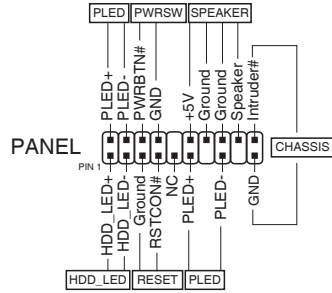 PLED PWRSW SPEAKER
PLED+
PLED-
PWRBTN#
GND
+5V
Ground
Ground
Speaker
Intruder#
PANEL
PIN 1
CHASSIS
HDD_LED+
HDD_LED-
Ground
RSTCON#
NC
PLED+
PLED-
GND
HDD_LED RESET PLED